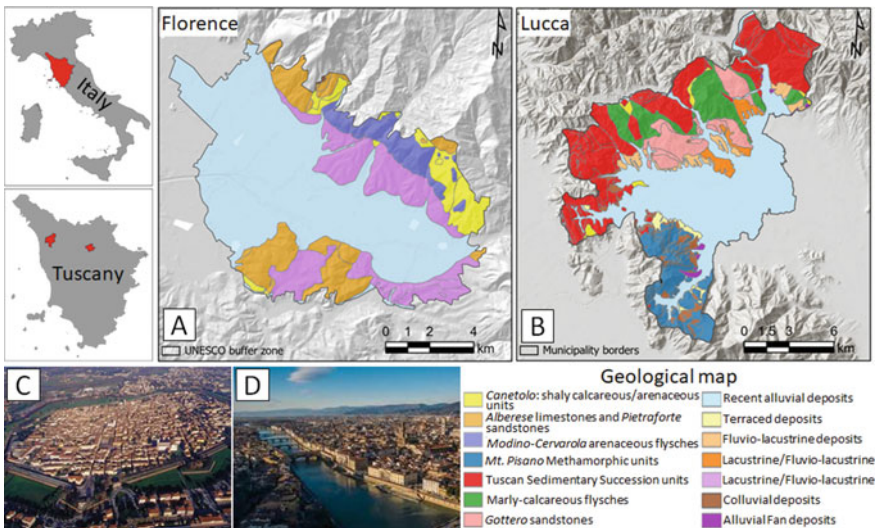 Italy
Tuscany
Florence
N
A
UNESCO buffer zone
0 1 2 4
km
Lucca
N
B
Municipality borders
0 1.5 3 6
km
C
D
Geological map
Canetolo: shaly calcareous/arenaceous
units
Alberese limestones and Pietraforte
sandstones
Modino-Cervarola arenaceous flysches
Mt. Pisano Methamorphic units
Tuscan Sedimentary Succession units
Marly-calcareous flysches
Gottero sandstones
Recent alluvial deposits
Terraced deposits
Fluvio-lacustrine deposits
Lacustrine/Fluvio-lacustrine
Lacustrine/Fluvio-lacustrine
Colluvial deposits
Alluvial Fan deposits